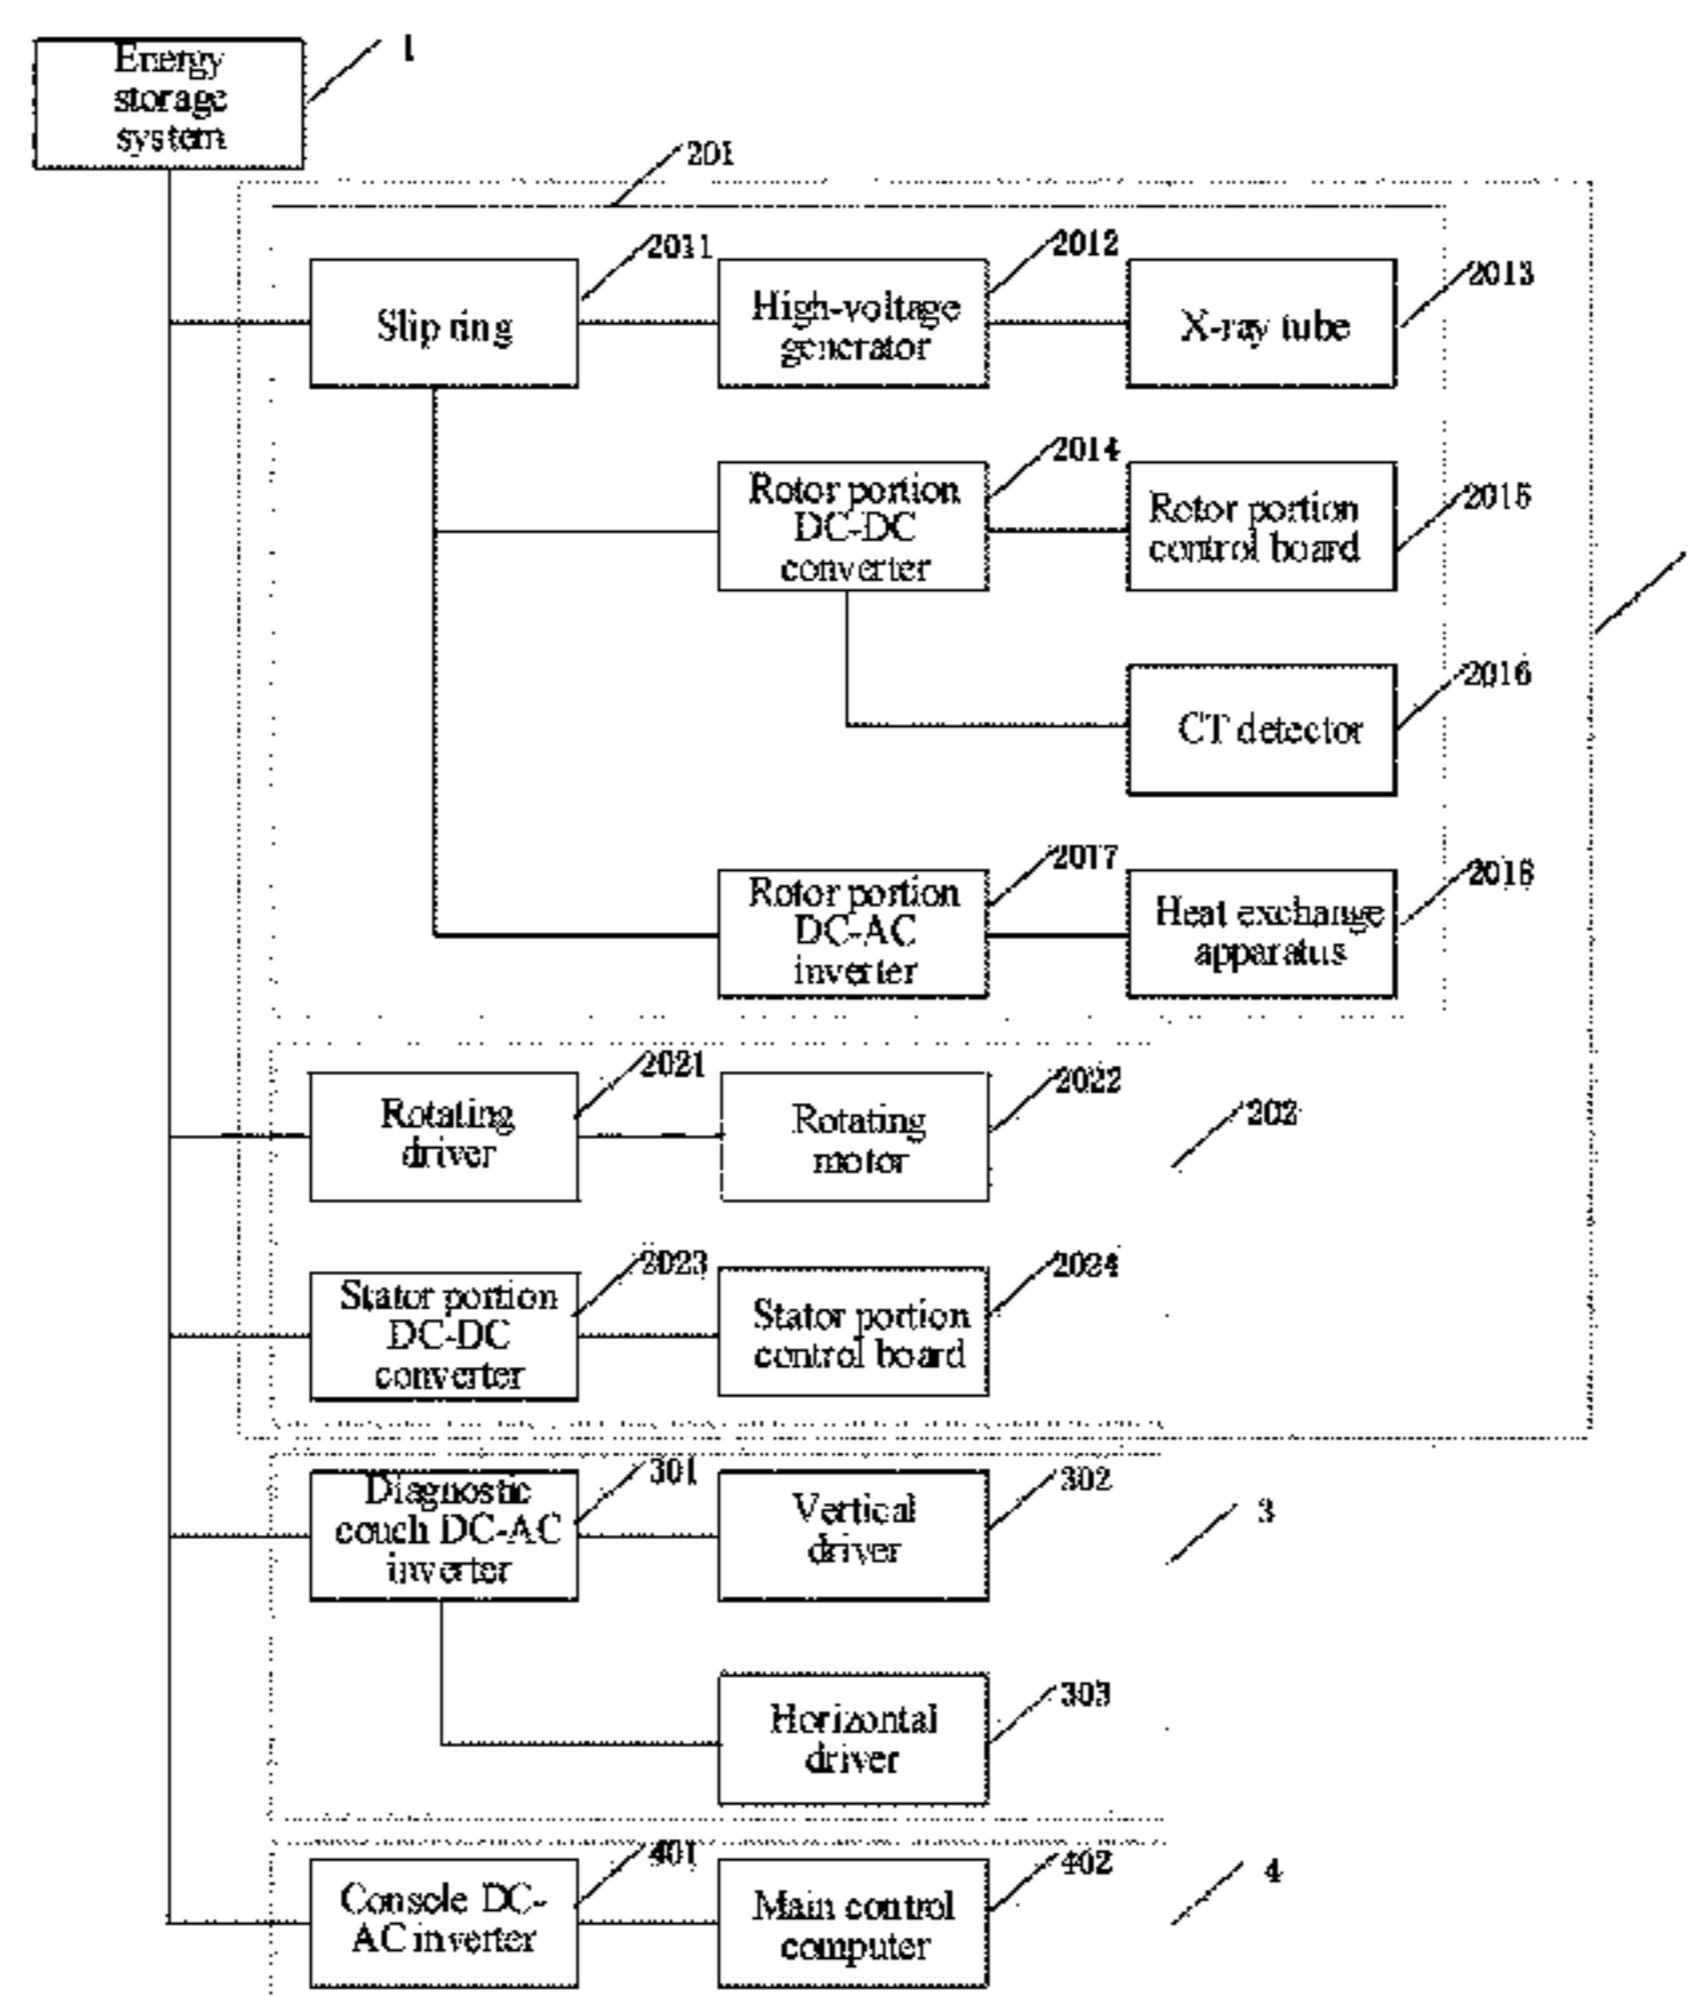 Energy
storage
system
1
201
Slip ring
2011
High-voltage
generator
2012
X-ray tube
2013
Rotor portion
DC-DC
converter
2014
Rotor portion
control board
2015
CT detector
2016
Rotor portion
DC-AC
inverter
2017
Heat exchange
apparatus
2018
Rotating
driver
2021
Rotating
motor
2022
202
Stator portion
DC-DC
converter
2023
Stator portion
control board
2024
Diagnostic
couch DC-AC
inverter
301
Vertical
driver
302
3
Horizontal
driver
303
Console DC-
AC inverter
401
Main control
computer
402
4